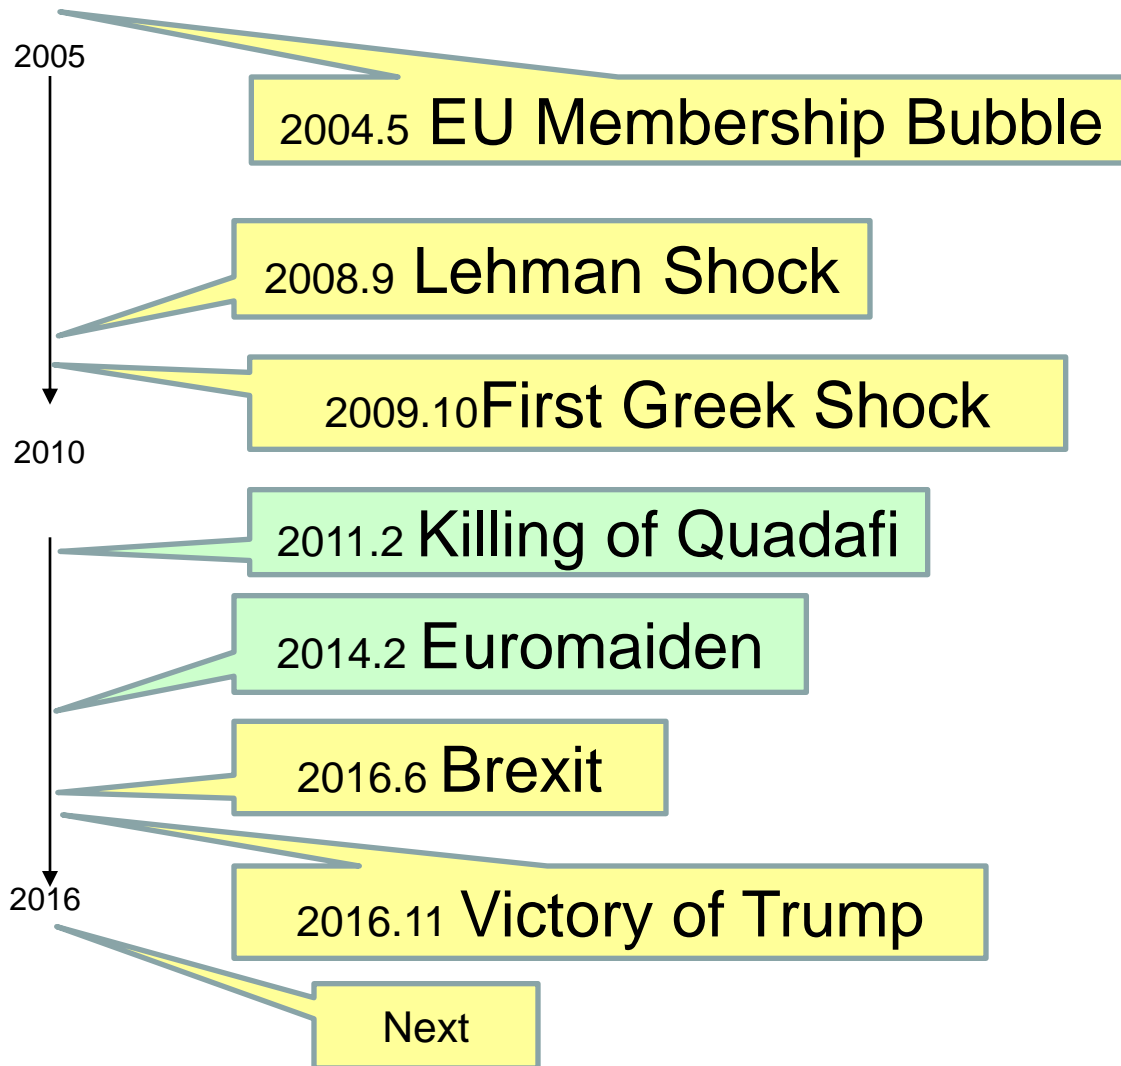 2005
2004.5 EU Membership Bubble
2008.9 Lehman Shock
2009.10First Greek Shock
2010
2011.2 Killing of Quadafi
2014.2 Euromaiden
2016.6 Brexit
2016
2016.11 Victory of Trump
Next